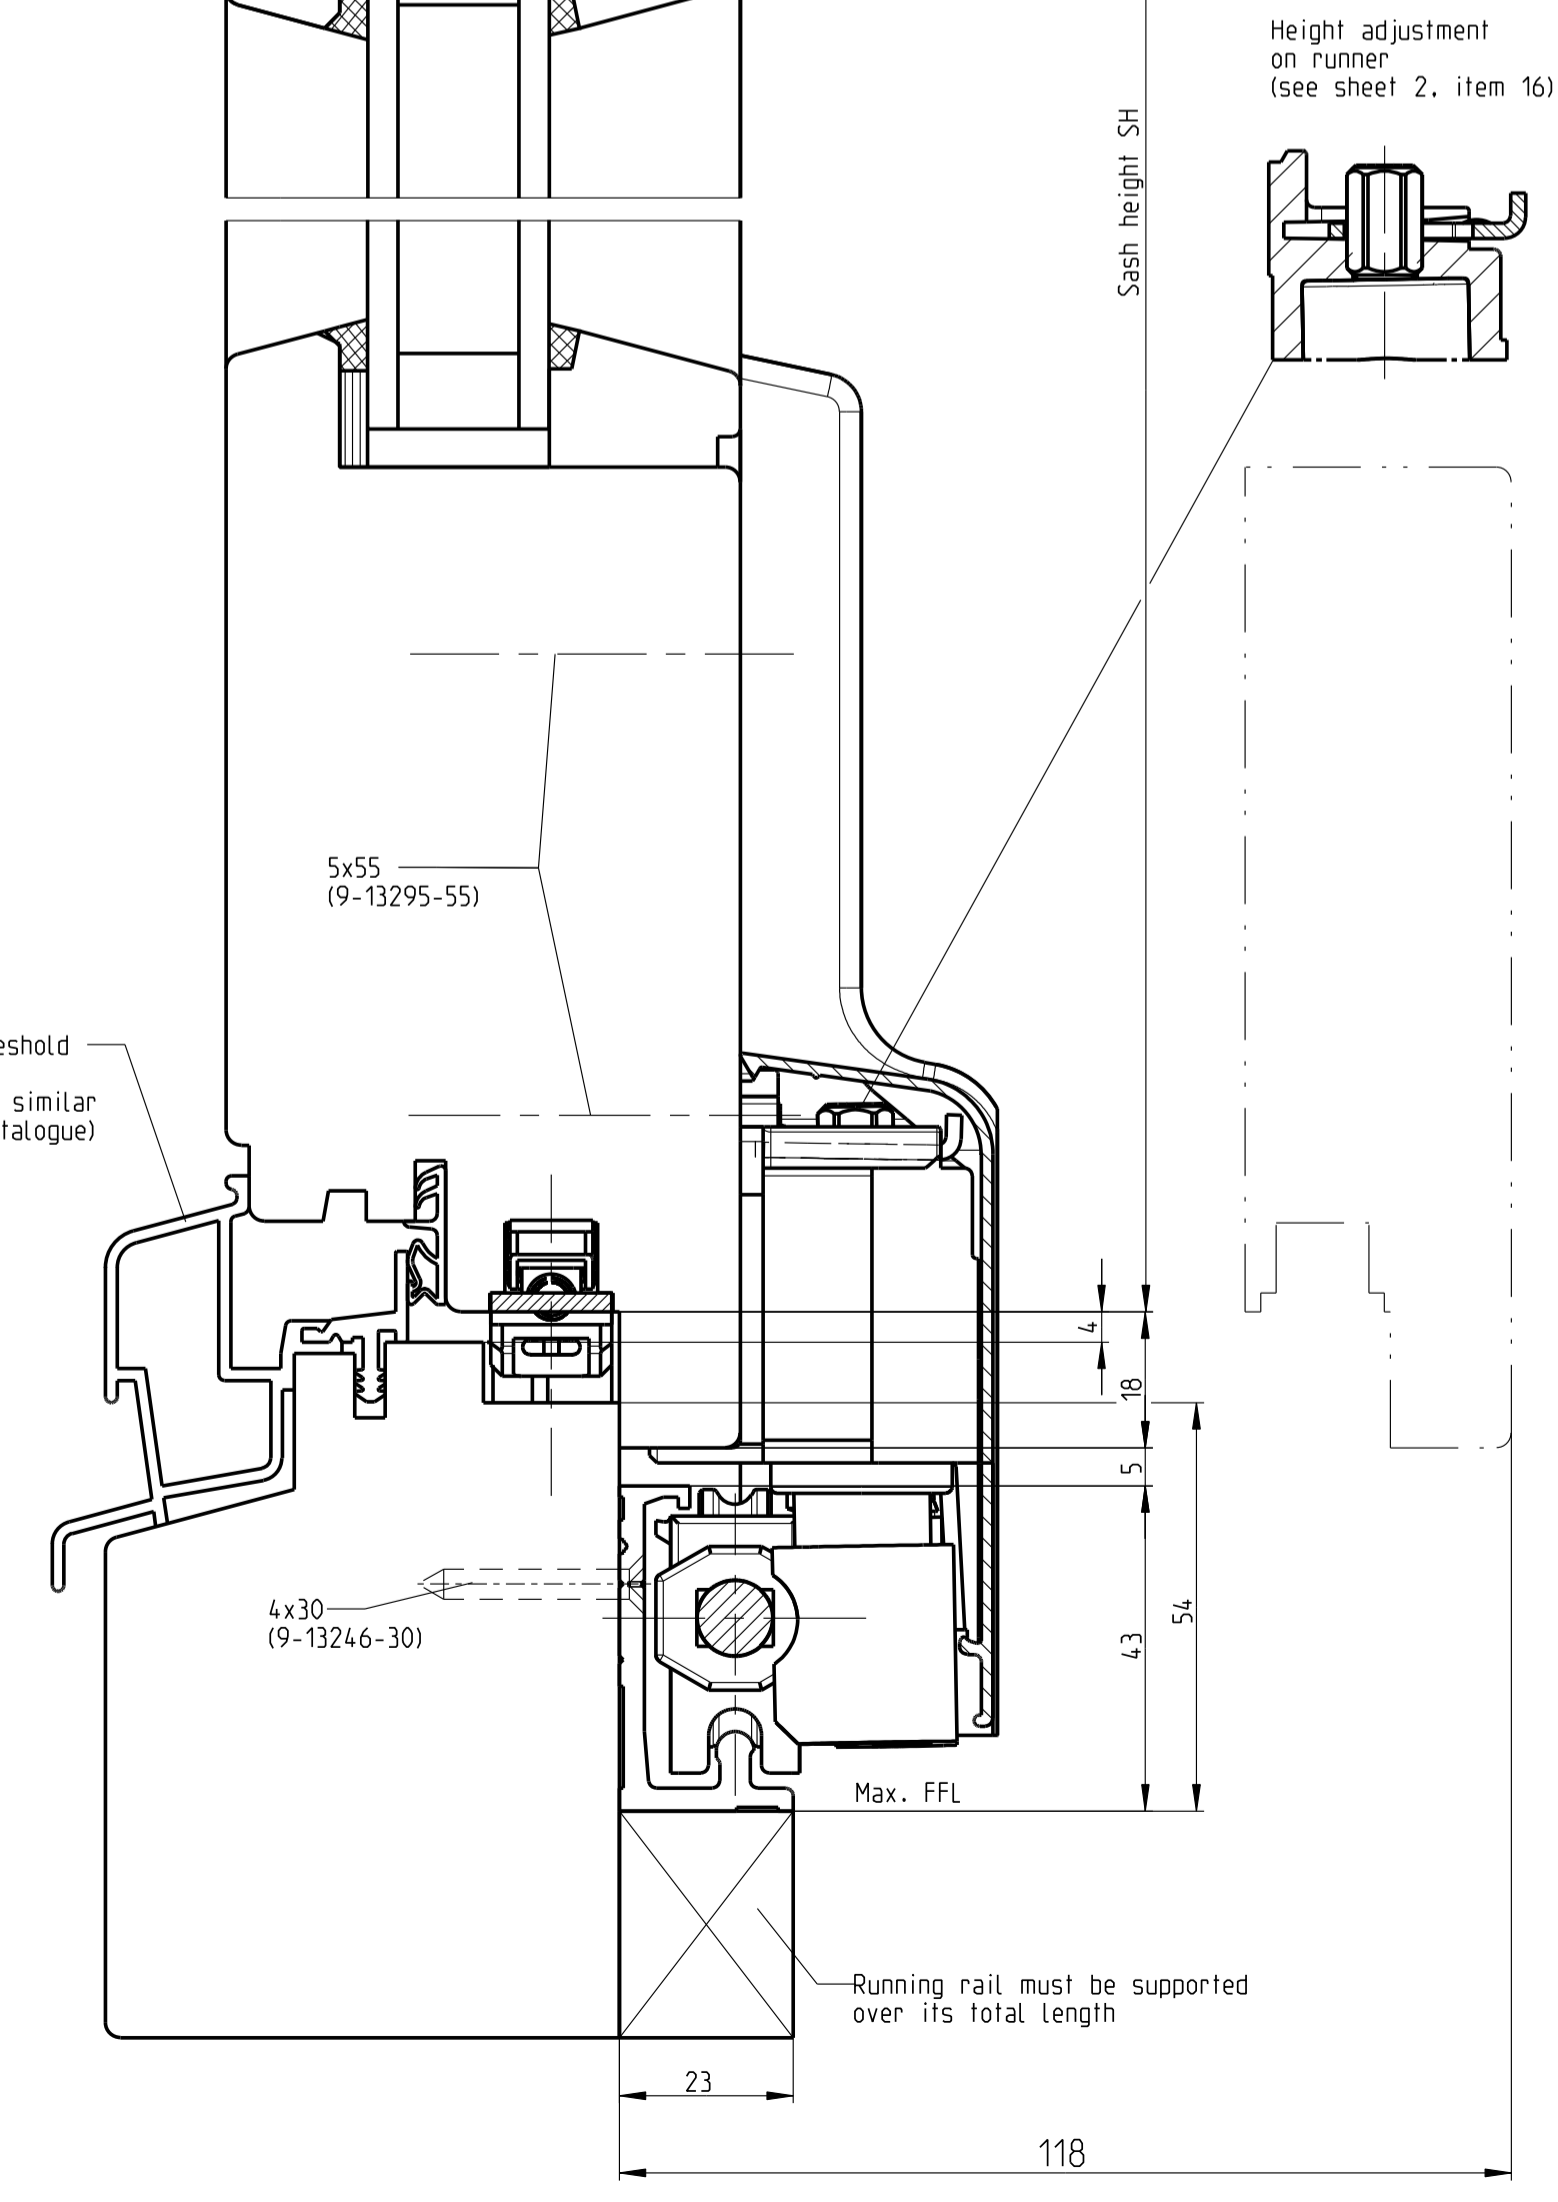 Height adjustment
on runner
(see sheet 2, item 16)
Sash height SH
5x55
(9-13295-55)
eshold
similar
talogue)
4
18
5
54
43
4x30
(9-13246-30)
Max. FFL
Running rail must be supported
over its total length
23
118